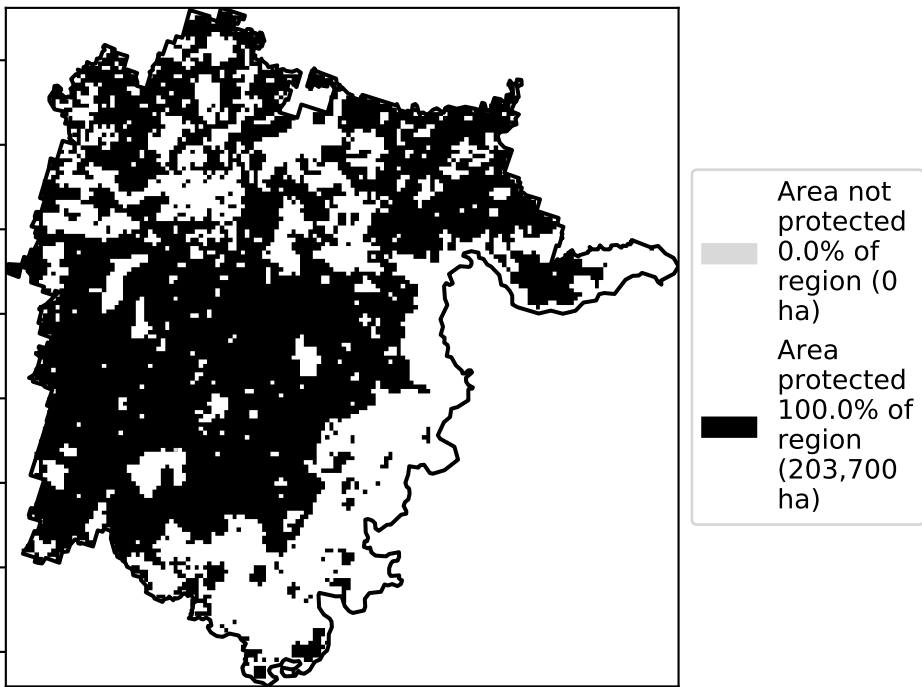 Area not
protected
0.0% of
region (0
ha)
Area
protected
100.0% of
region
(203,700
ha)